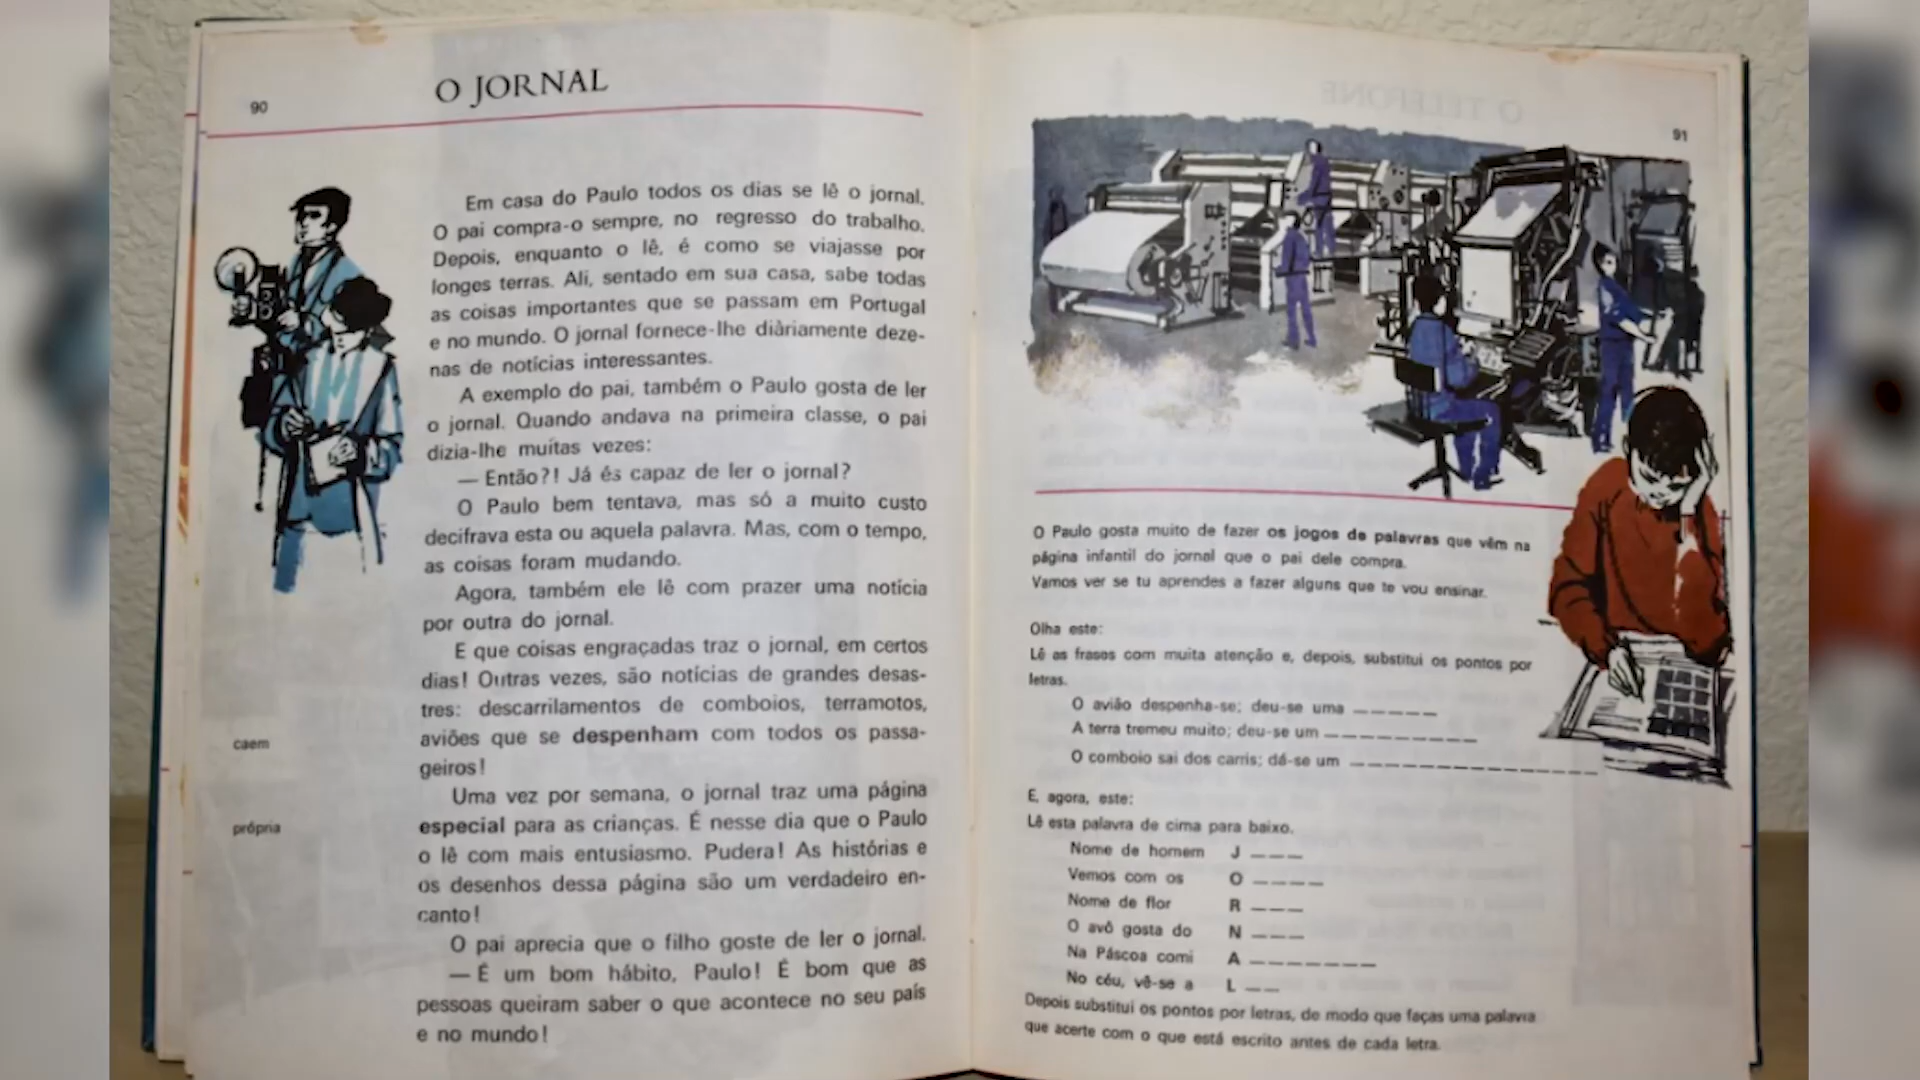 90
O JORNAL
Em casa do Paulo todos os dias se lê o jornal.
O pai compra-o sempre, no regresso do trabalho.
Depois, enquanto o lê, é como se viajasse por
longes terras. Ali, sentado em sua casa, sabe todas
as coisas importantes que se passam em Portugal
e no mundo. O jornal fornece-lhe diàriamente deze-
nas de notícias interessantes.
A exemplo do pai, também o Paulo gosta de ler
o jornal. Quando andava na primeira classe, o pai
dizia-lhe muitas vezes:
— Então?! Já és capaz de ler o jornal?
O Paulo bem tentava, mas só a muito custo
decifrava esta ou aquela palavra. Mas, com o tempo,
as coisas foram mudando.
Agora, também ele lê com prazer uma notícia
por outra do jornal.
E que coisas engraçadas traz o jornal, em certos
dias! Outras vezes, são notícias de grandes desas-
tres: descarrilamentos de comboios, terramotos,
aviões que se despenham com todos os passa-
geiros!
caem
Uma vez por semana, o jornal traz uma página
especial para as crianças. É nesse dia que o Paulo
o lê com mais entusiasmo. Pudera! As histórias e
os desenhos dessa página são um verdadeiro en-
canto!
própria
O pai aprecia que o filho goste de ler o jornal.
— É um bom hábito, Paulo! É bom que as
pessoas queiram saber o que acontece no seu país
e no mundo!
O TELEFONE
91
O Paulo gosta muito de fazer os jogos de palavras que vêm na
página infantil do jornal que o pai dele compra.
Vamos ver se tu aprendes a fazer alguns que te vou ensinar.
Olha este:
Lê as frases com muita atenção e, depois, substitui os pontos por
letras.
O avião despenha-se; deu-se uma _ _ _ _ _
A terra tremeu muito; deu-se um _ _ _ _ _ _ _ _ _
O comboio sai dos carris; dá-se um _ _ _ _ _ _ _ _ _ _ _ _ _ _
E, agora, este:
Lê esta palavra de cima para baixo.
Nome de homem J _ _ _
Vemos com os O _ _ _ _
Nome de flor R _ _ _
O avô gosta do N _ _ _
Na Páscoa comi A _ _ _ _ _ _ _
No céu, vê-se a L _ _
Depois substitui os pontos por letras, de modo que faças uma palavra
que acerte com o que está escrito antes de cada letra.